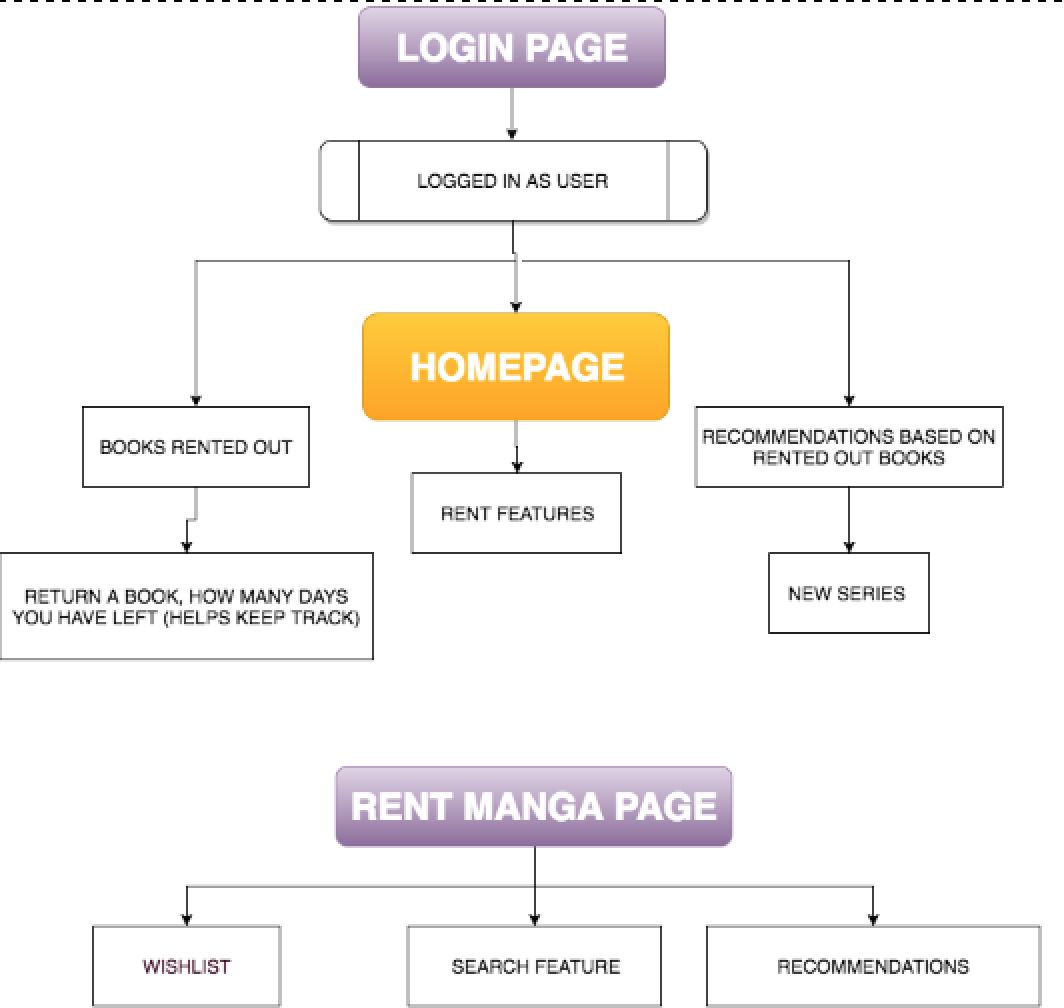 LOGIN PAGE
LOGGED IN AS USER
HOMEPAGE
BOOKS RENTED OUT
RECOMMENDATIONS BASED ON
RENTED OUT BOOKS
RENT FEATURES
RETURN A BOOK, HOW MANY DAYS
YOU HAVE LEFT (HELPS KEEP TRACK)
NEW SERIES
RENT MANGA PAGE
WISHLIST
SEARCH FEATURE
RECOMMENDATIONS